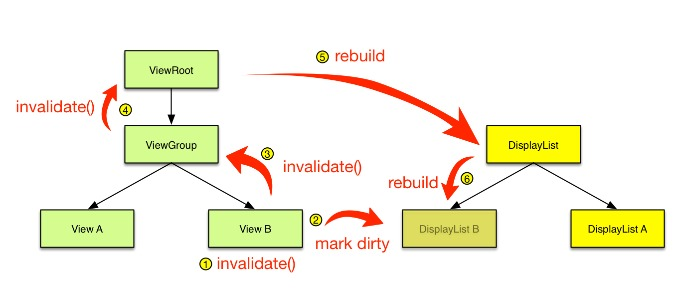 ⑤ rebuild
ViewRoot
invalidate() ④
ViewGroup
③ invalidate()
DisplayList
rebuild ⑥
View A
View B
② mark dirty
DisplayList B
DisplayList A
① invalidate()